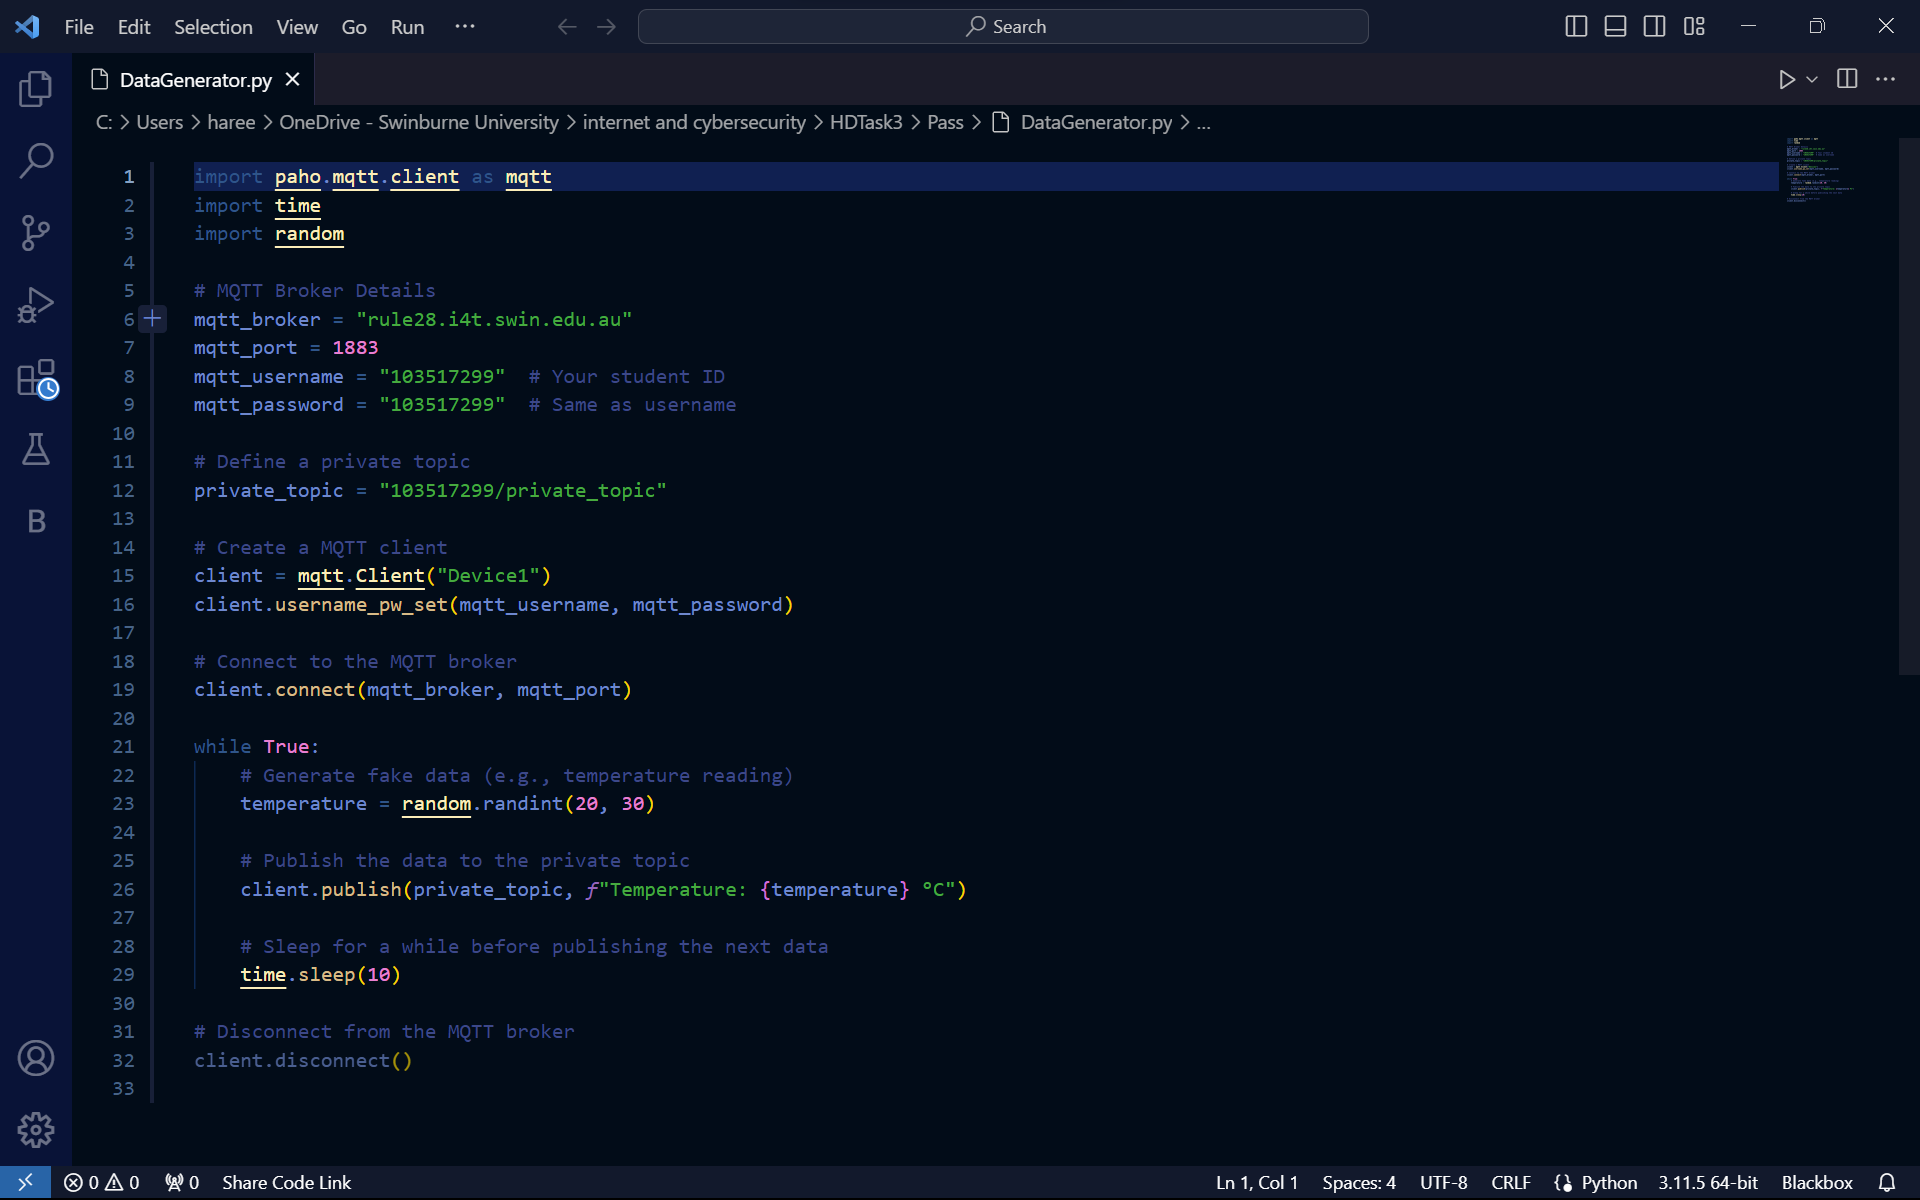 File Edit Selection View Go Run ··· Search
DataGenerator.py
C: > Users > haree > OneDrive - Swinburne University > internet and cybersecurity > HDTask3 > Pass > DataGenerator.py > ...
1 import paho.mqtt.client as mqtt
2 import time
3 import random
4
5 # MQTT Broker Details
6 mqtt_broker = "rule28.i4t.swin.edu.au"
7 mqtt_port = 1883
8 mqtt_username = "103517299"  # Your student ID
9 mqtt_password = "103517299"  # Same as username
10
11 # Define a private topic
12 private_topic = "103517299/private_topic"
13
14 # Create a MQTT client
15 client = mqtt.Client("Device1")
16 client.username_pw_set(mqtt_username, mqtt_password)
17
18 # Connect to the MQTT broker
19 client.connect(mqtt_broker, mqtt_port)
20
21 while True:
22     # Generate fake data (e.g., temperature reading)
23     temperature = random.randint(20, 30)
24
25     # Publish the data to the private topic
26     client.publish(private_topic, f"Temperature: {temperature} °C")
27
28     # Sleep for a while before publishing the next data
29     time.sleep(10)
30
31 # Disconnect from the MQTT broker
32 client.disconnect()
33
B
0 0 0 Share Code Link Ln 1, Col 1 Spaces: 4 UTF-8 CRLF Python 3.11.5 64-bit Blackbox